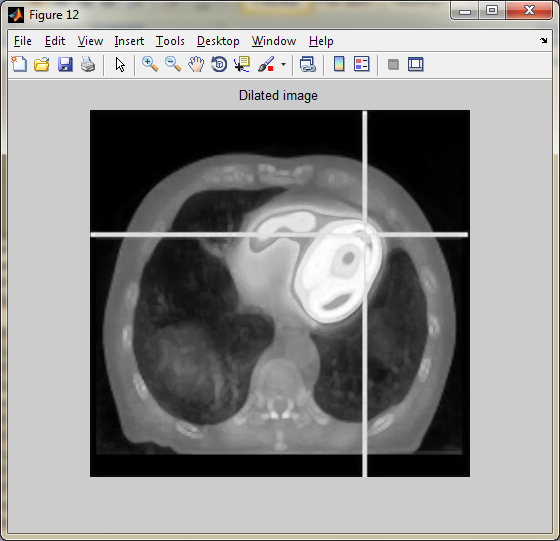 Figure 12
File Edit View Insert Tools Desktop Window Help
Dilated image